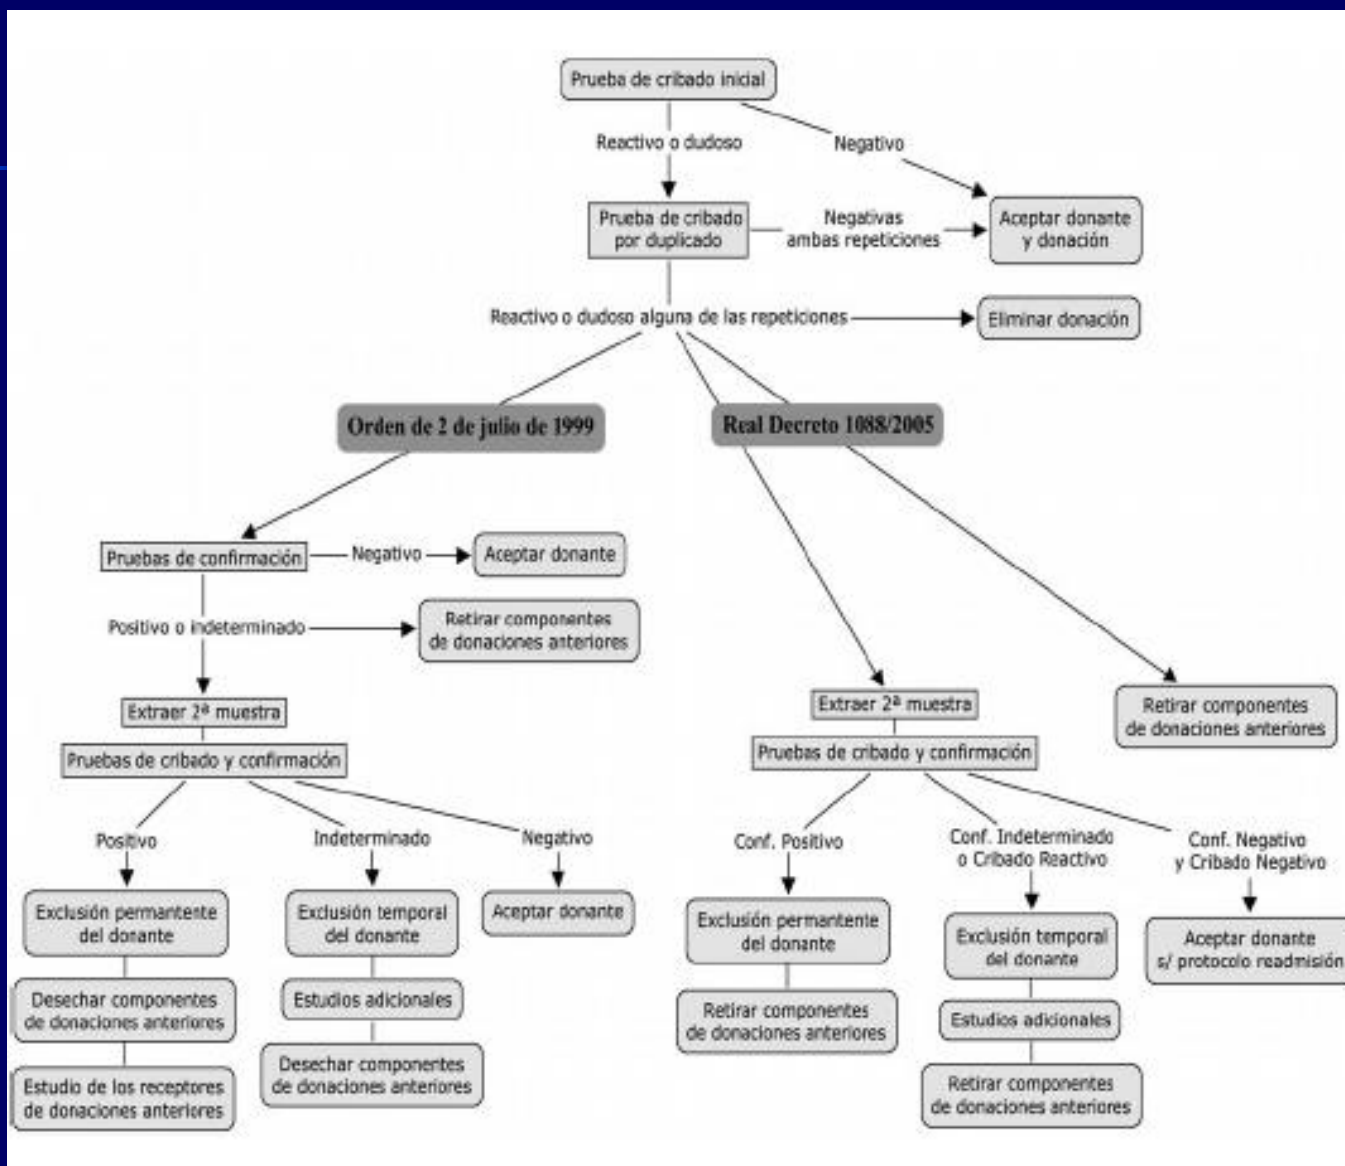 Prueba de cribado inicial
Reactivo o dudoso
Negativo
Prueba de cribado
por duplicado
Negativas
ambas repeticiones
Aceptar donante
y donación
Reactivo o dudoso alguna de las repeticiones
Eliminar donación
Orden de 2 de julio de 1999
Real Decreto 1088/2005
Pruebas de confirmación
Negativo
Aceptar donante
Positivo o indeterminado
Retirar componentes
de donaciones anteriores
Extraer 2ª muestra
Pruebas de cribado y confirmación
Positivo
Indeterminado
Negativo
Exclusión permantente
del donante
Exclusión temporal
del donante
Aceptar donante
Desechar componentes
de donaciones anteriores
Estudios adicionales
Estudio de los receptores
de donaciones anteriores
Desechar componentes
de donaciones anteriores
Extraer 2ª muestra
Retirar componentes
de donaciones anteriores
Pruebas de cribado y confirmación
Conf. Positivo
Conf. Indeterminado
o Cribado Reactivo
Conf. Negativo
y Cribado Negativo
Exclusión permantente
del donante
Exclusión temporal
del donante
Aceptar donante
s/ protocolo readmisión
Retirar componentes
de donaciones anteriores
Estudios adicionales
Retirar componentes
de donaciones anteriores